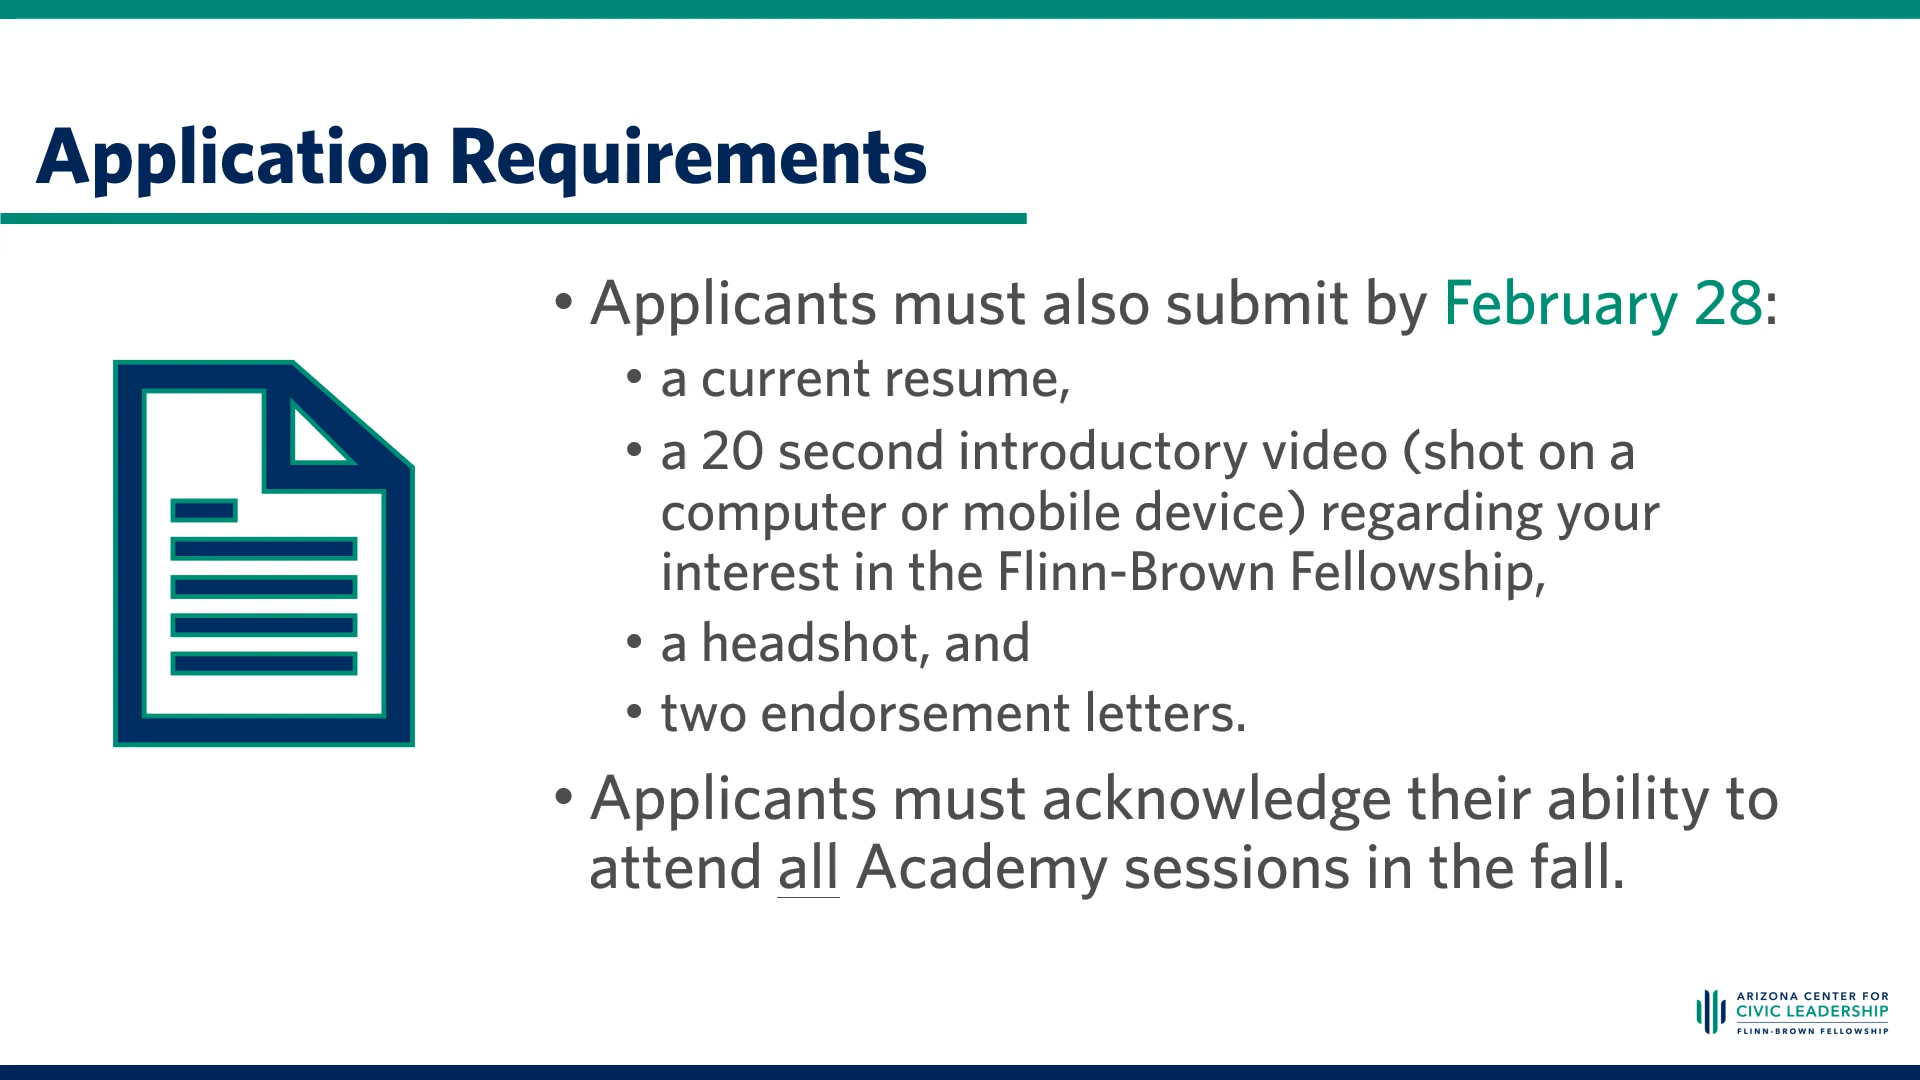 Application Requirements
• Applicants must also submit by February 28:
• a current resume,
• a 20 second introductory video (shot on a
computer or mobile device) regarding your
interest in the Flinn-Brown Fellowship,
• a headshot, and
• two endorsement letters.
• Applicants must acknowledge their ability to
attend all Academy sessions in the fall.
ARIZONA CENTER FOR
CIVIC LEADERSHIP
FLINN-BROWN FELLOWSHIP